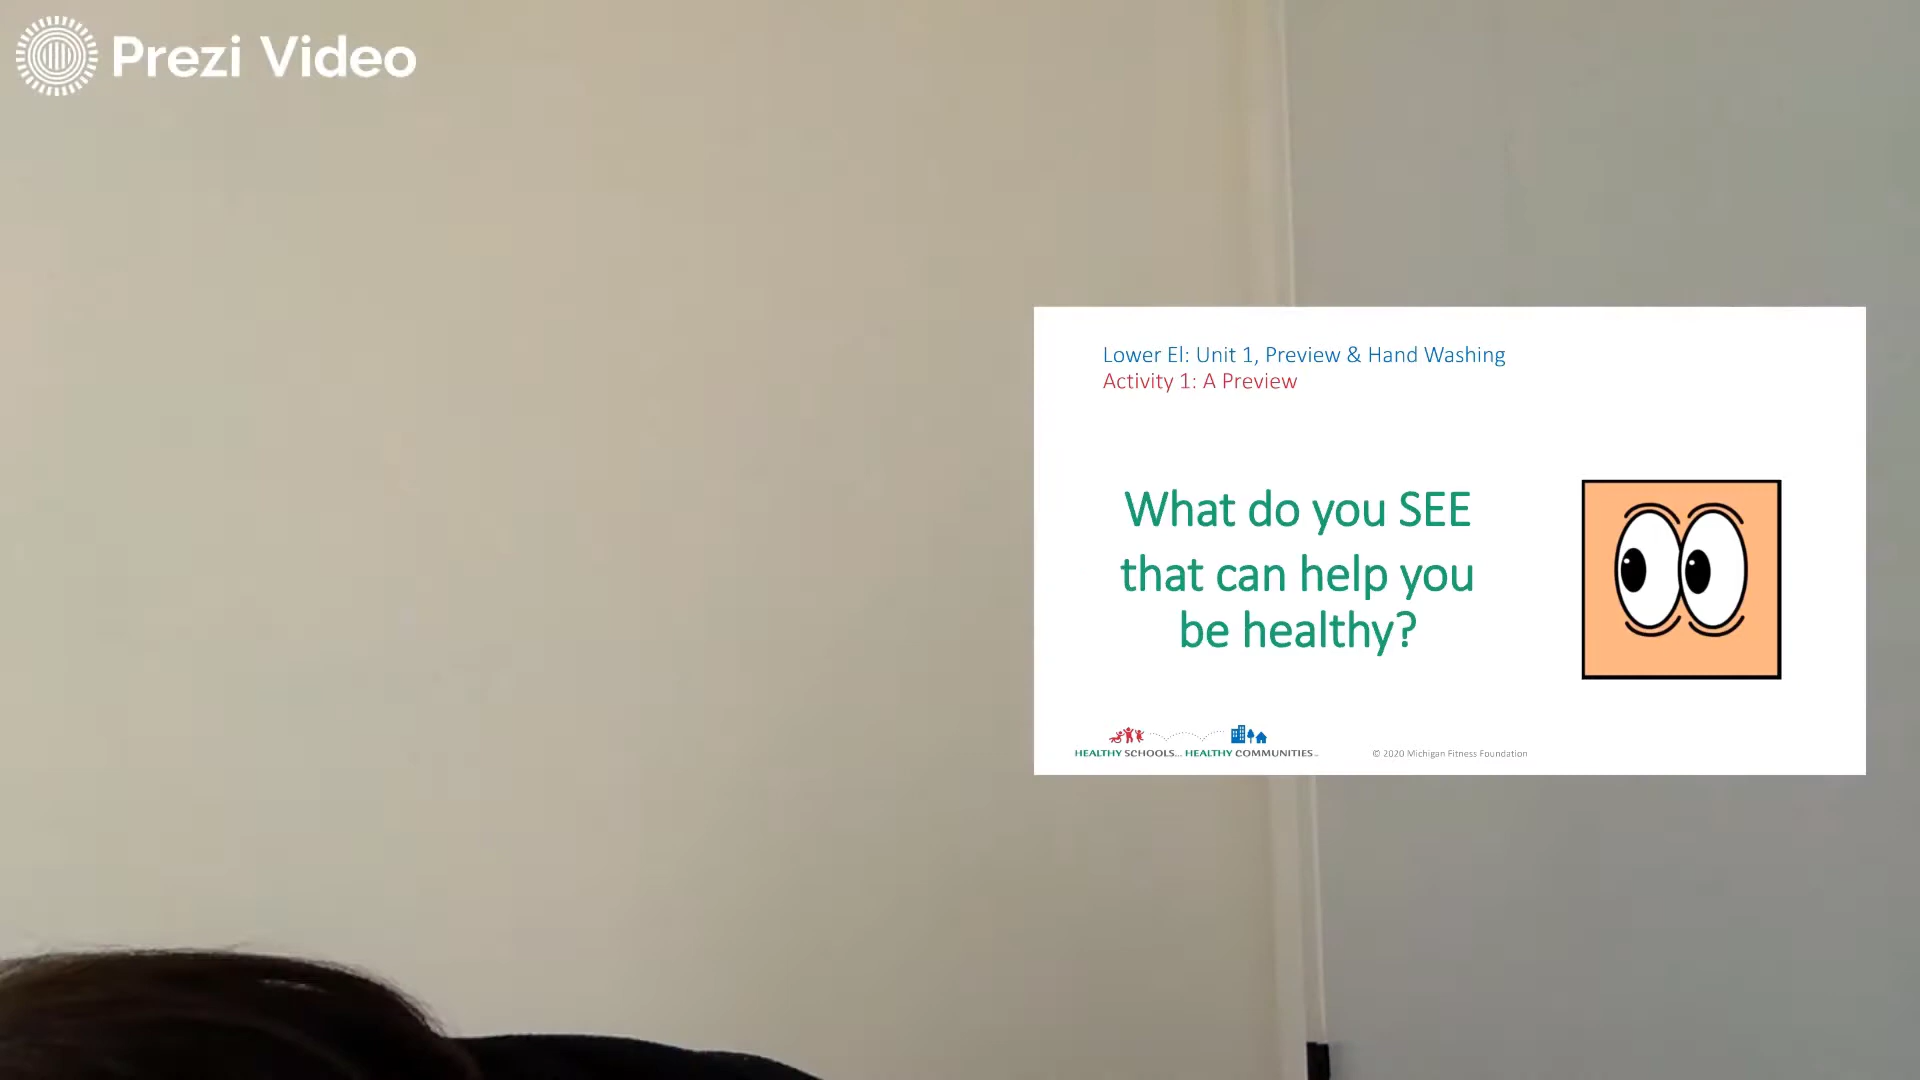 Prezi Video
Lower El: Unit 1, Preview & Hand Washing
Activity 1: A Preview
What do you SEE
that can help you
be healthy?
HEALTHY SCHOOLS... HEALTHY COMMUNITIES
© 2020 Michigan Fitness Foundation